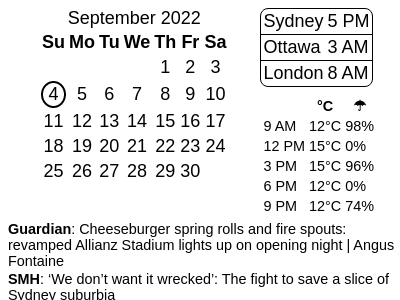 September 2022
Su Mo Tu We Th Fr Sa
1 2 3
4 5 6 7 8 9 10
11 12 13 14 15 16 17
18 19 20 21 22 23 24
25 26 27 28 29 30
Sydney 5 PM
Ottawa 3 AM
London 8 AM
°C ☂
9 AM 12°C 98%
12 PM 15°C 0%
3 PM 15°C 96%
6 PM 12°C 0%
9 PM 12°C 74%
Guardian: Cheeseburger spring rolls and fire spouts:
revamped Allianz Stadium lights up on opening night | Angus
Fontaine
SMH: ‘We don’t want it wrecked’: The fight to save a slice of
Sydney suburbia